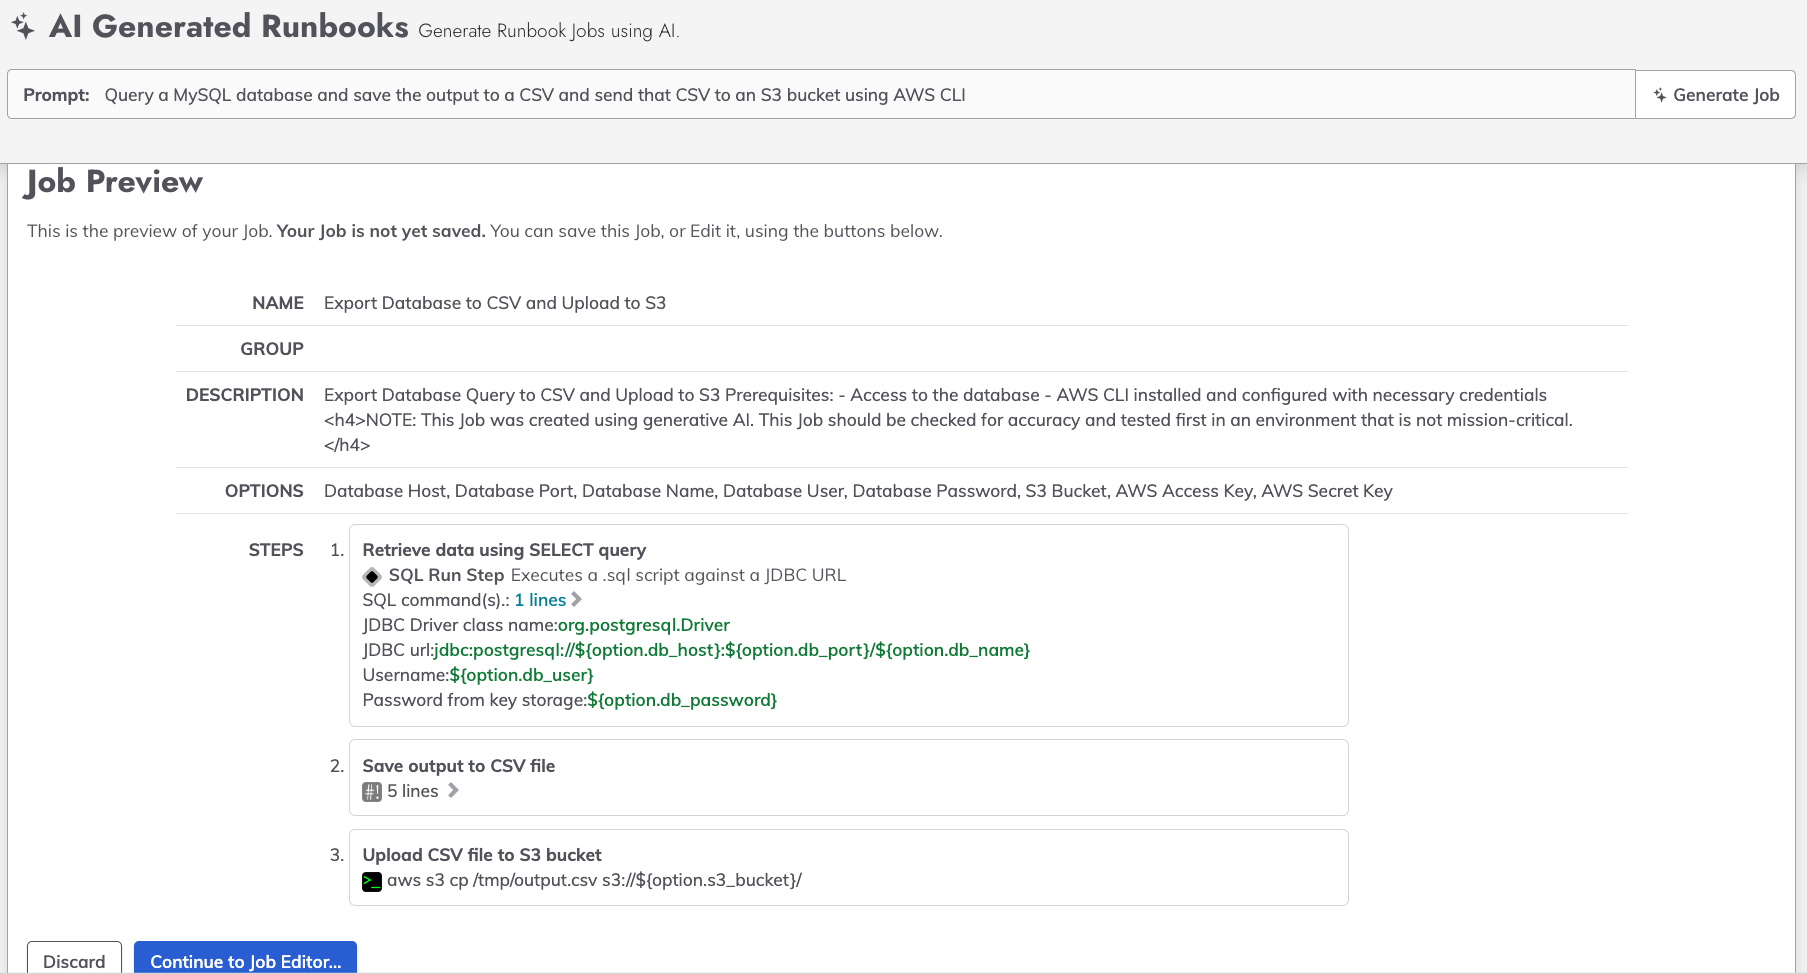 AI Generated Runbooks Generate Runbook Jobs using AI.
Prompt: Query a MySQL database and save the output to a CSV and send that CSV to an S3 bucket using AWS CLI
Generate Job
Job Preview
This is the preview of your Job. Your Job is not yet saved. You can save this Job, or Edit it, using the buttons below.
NAME Export Database to CSV and Upload to S3
GROUP
DESCRIPTION Export Database Query to CSV and Upload to S3 Prerequisites: - Access to the database - AWS CLI installed and configured with necessary credentials
<h4>NOTE: This Job was created using generative AI. This Job should be checked for accuracy and tested first in an environment that is not mission-critical.
</h4>
OPTIONS Database Host, Database Port, Database Name, Database User, Database Password, S3 Bucket, AWS Access Key, AWS Secret Key
STEPS 1. Retrieve data using SELECT query
SQL Run Step Executes a .sql script against a JDBC URL
SQL command(s).: 1 lines
JDBC Driver class name:org.postgresql.Driver
JDBC url:jdbc:postgresql://${option.db_host}:${option.db_port}/${option.db_name}
Username:${option.db_user}
Password from key storage:${option.db_password}
2. Save output to CSV file
#! 5 lines
3. Upload CSV file to S3 bucket
>_ aws s3 cp /tmp/output.csv s3://${option.s3_bucket}/
Discard
Continue to Job Editor...